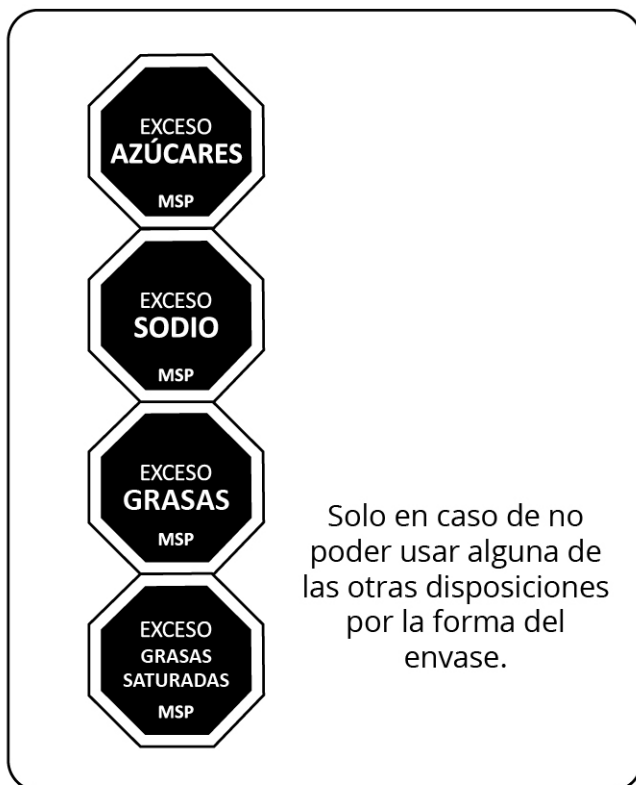 EXCESO
AZÚCARES
MSP
EXCESO
SODIO
MSP
EXCESO
GRASAS
MSP
EXCESO
GRASAS
SATURADAS
MSP
Solo en caso de no
poder usar alguna de
las otras disposiciones
por la forma del
envase.